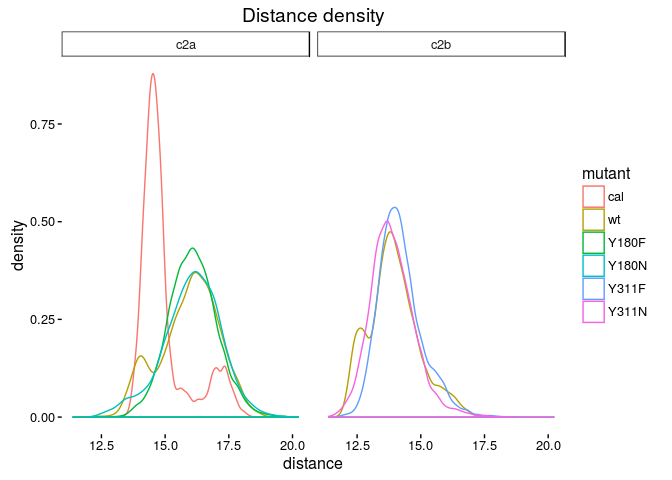 Distance density
c2a
c2b
0.75
0.50
0.25
0.00
density
12.5 15.0 17.5 20.0
12.5 15.0 17.5 20.0
distance
mutant
cal
wt
Y180F
Y180N
Y311F
Y311N